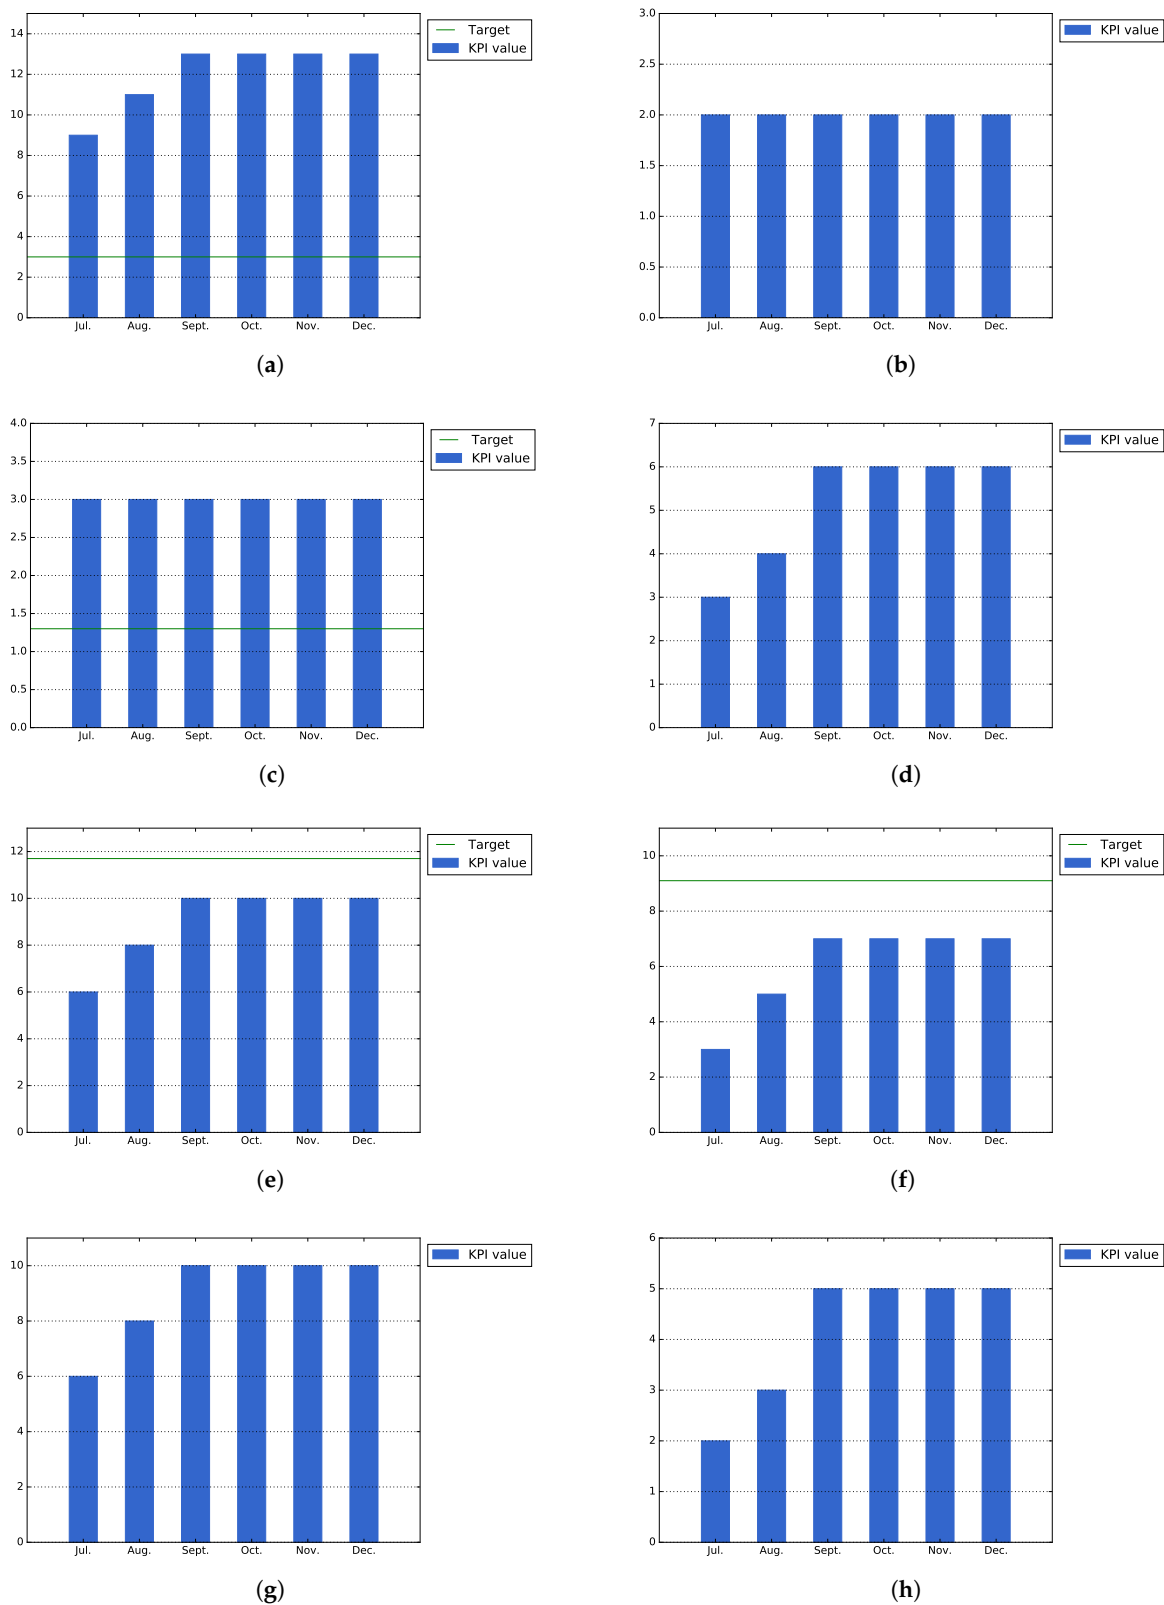 Target
KPI value
14
12
10
8
6
4
2
0
Jul. Aug. Sept. Oct. Nov. Dec.
(a)
KPI value
3.0
2.5
2.0
1.5
1.0
0.5
0.0
Jul. Aug. Sept. Oct. Nov. Dec.
(b)
Target
KPI value
4.0
3.5
3.0
2.5
2.0
1.5
1.0
0.5
0.0
Jul. Aug. Sept. Oct. Nov. Dec.
(c)
KPI value
7
6
5
4
3
2
1
0
Jul. Aug. Sept. Oct. Nov. Dec.
(d)
Target
KPI value
12
10
8
6
4
2
0
Jul. Aug. Sept. Oct. Nov. Dec.
(e)
Target
KPI value
10
8
6
4
2
0
Jul. Aug. Sept. Oct. Nov. Dec.
(f)
KPI value
10
8
6
4
2
0
Jul. Aug. Sept. Oct. Nov. Dec.
(g)
KPI value
6
5
4
3
2
1
0
Jul. Aug. Sept. Oct. Nov. Dec.
(h)